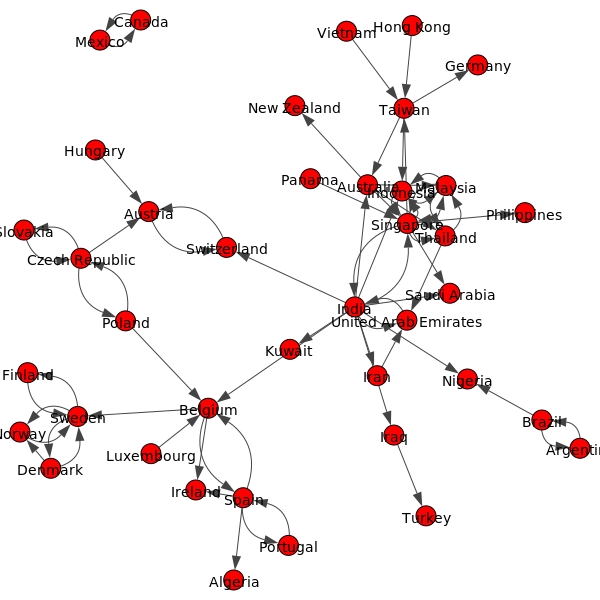 Canada
Mexico
Vietnam
Hong Kong
Germany
New Zealand
Taiwan
Hungary
Panama
Australia
Indonesia
Malaysia
Austria
Singapore
Philippines
Slovakia
Thailand
Switzerland
Czech Republic
Saudi Arabia
India
Poland
United Arab Emirates
Kuwait
Finland
Iran
Nigeria
Belgium
Sweden
Brazil
Norway
Iraq
Luxembourg
Argentin
Denmark
Ireland
Spain
Turkey
Portugal
Algeria